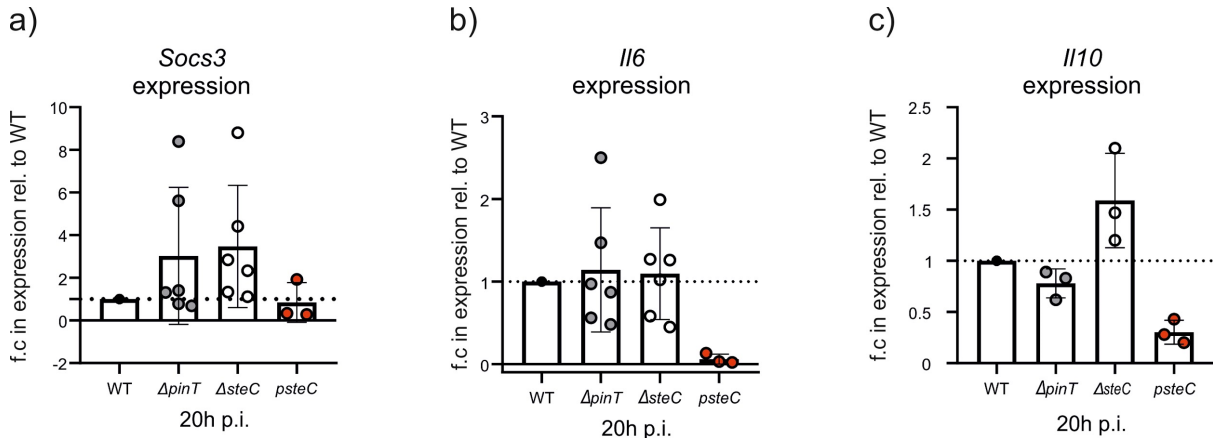 a)
Socs3
expression
f.c in expression rel. to WT
10
8
6
4
2
0
-2
WT ΔpinT ΔsteC psteC
20h p.i.
b)
Il6
expression
f.c in expression rel. to WT
3
2
1
0
WT ΔpinT ΔsteC psteC
20h p.i.
c)
Il10
expression
f.c in expression rel. to WT
2.5
2
1.5
1
0.5
0
WT ΔpinT ΔsteC psteC
20h p.i.